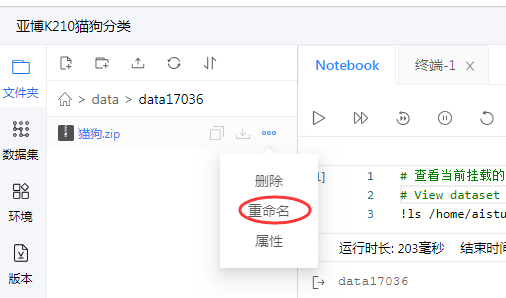 亚博K210猫狗分类
文件夹
数据集
环境
版本
> data > data17036
猫狗.zip
删除
重命名
属性
Notebook
终端-1 ×
1 # 查看当前挂载的
2 # View dataset
3 !ls /home/aistu
运行时长: 203毫秒 结束时间
data17036